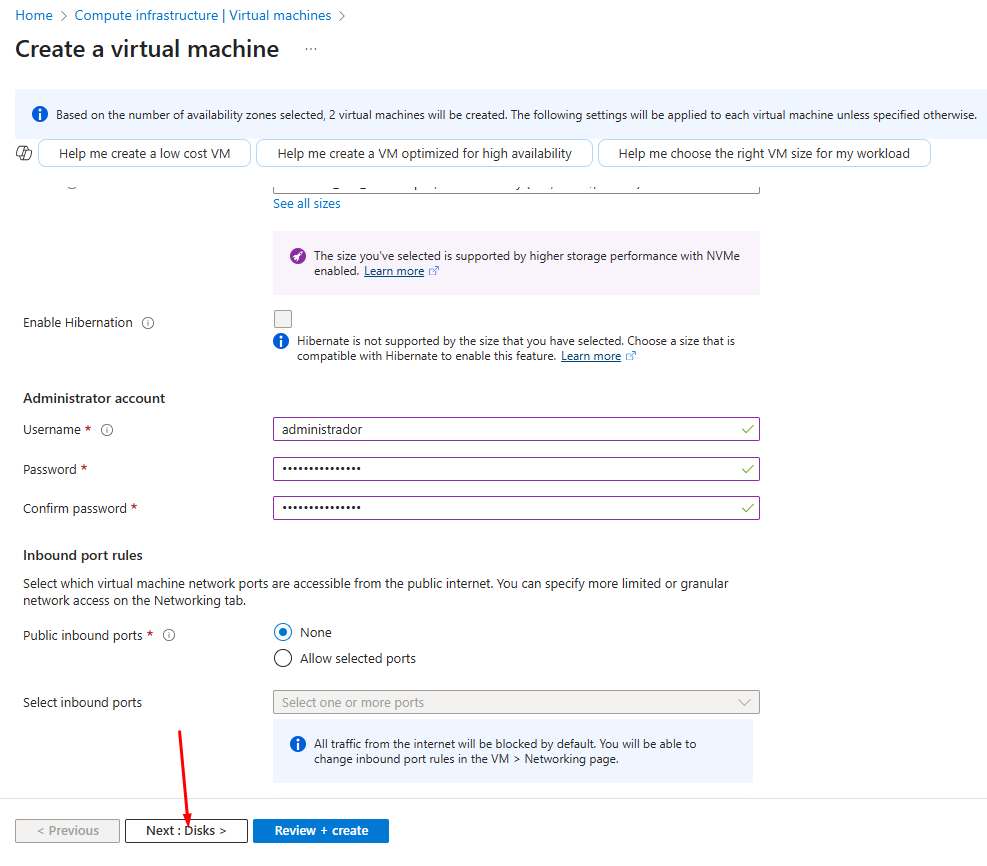 Home > Compute infrastructure | Virtual machines >
Create a virtual machine ...
Based on the number of availability zones selected, 2 virtual machines will be created. The following settings will be applied to each virtual machine unless specified otherwise.
Help me create a low cost VM
Help me create a VM optimized for high availability
Help me choose the right VM size for my workload
See all sizes
The size you've selected is supported by higher storage performance with NVMe
enabled. Learn more
Enable Hibernation
Hibernate is not supported by the size that you have selected. Choose a size that is
compatible with Hibernate to enable this feature. Learn more
Administrator account
Username *
administrador
Password *
•••••••••••••••
Confirm password *
•••••••••••••••
Inbound port rules
Select which virtual machine network ports are accessible from the public internet. You can specify more limited or granular
network access on the Networking tab.
Public inbound ports *
None
Allow selected ports
Select inbound ports
Select one or more ports
All traffic from the internet will be blocked by default. You will be able to
change inbound port rules in the VM > Networking page.
< Previous
Next : Disks >
Review + create